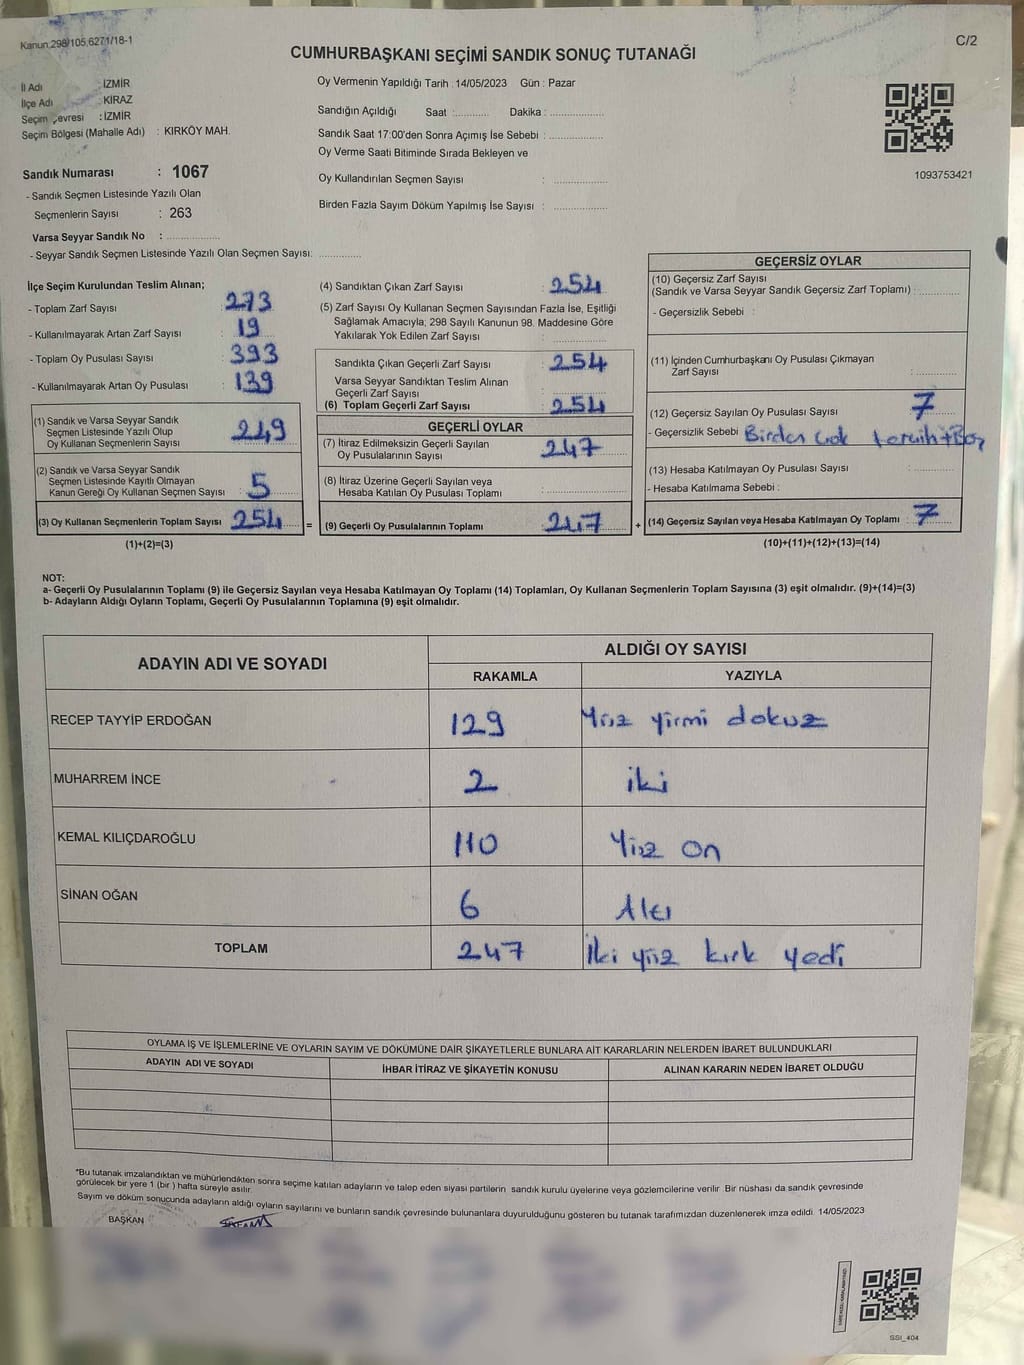 Kanun.298/105,6271/18-1
C/2
CUMHURBAŞKANI SEÇİMİ SANDIK SONUÇ TUTANAĞI
İl Adı : İZMİR
İlçe Adı : KİRAZ
Seçim Çevresi : İZMİR
Seçim Bölgesi (Mahalle Adı) : KIRKÖY MAH.
Sandık Numarası : 1067
- Sandık Seçmen Listesinde Yazılı Olan
Seçmenlerin Sayısı : 263
Varsa Seyyar Sandık No :
- Seyyar Sandık Seçmen Listesinde Yazılı Olan Seçmen Sayısı:
Oy Vermenin Yapıldığı Tarih : 14/05/2023 Gün : Pazar
Sandığın Açıldığı Saat : Dakika :
Sandık Saat 17:00'den Sonra Açımış İse Sebebi :
Oy Verme Saati Bitiminde Sırada Bekleyen ve
Oy Kullandırılan Seçmen Sayısı :
Birden Fazla Sayım Döküm Yapılmış İse Sayısı :
1093753421
İlçe Seçim Kurulundan Teslim Alınan;
- Toplam Zarf Sayısı : 273
- Kullanılmayarak Artan Zarf Sayısı : 19
- Toplam Oy Pusulası Sayısı : 393
- Kullanılmayarak Artan Oy Pusulası : 139
(1) Sandık ve Varsa Seyyar Sandık
Seçmen Listesinde Yazılı Olup
Oy Kullanan Seçmenlerin Sayısı : 249
(2) Sandık ve Varsa Seyyar Sandık
Seçmen Listesinde Kayıtlı Olmayan
Kanun Gereği Oy Kullanan Seçmen Sayısı : 5
(3) Oy Kullanan Seçmenlerin Toplam Sayısı : 254 =
(1)+(2)=(3)
(4) Sandıktan Çıkan Zarf Sayısı : 254
(5) Zarf Sayısı Oy Kullanan Seçmen Sayısından Fazla İse, Eşitliği
Sağlamak Amacıyla; 298 Sayılı Kanunun 98. Maddesine Göre
Yakılarak Yok Edilen Zarf Sayısı :
Sandıkta Çıkan Geçerli Zarf Sayısı : 254
Varsa Seyyar Sandıktan Teslim Alınan
Geçerli Zarf Sayısı :
(6) Toplam Geçerli Zarf Sayısı : 254
GEÇERLİ OYLAR
(7) İtiraz Edilmeksizin Geçerli Sayılan
Oy Pusulalarının Sayısı : 247
(8) İtiraz Üzerine Geçerli Sayılan veya
Hesaba Katılan Oy Pusulası Toplamı :
(9) Geçerli Oy Pusulalarının Toplamı : 247 +
GEÇERSİZ OYLAR
(10) Geçersiz Zarf Sayısı
(Sandık ve Varsa Seyyar Sandık Geçersiz Zarf Toplamı) :
- Geçersizlik Sebebi :
(11) İçinden Cumhurbaşkanı Oy Pusulası Çıkmayan
Zarf Sayısı :
(12) Geçersiz Sayılan Oy Pusulası Sayısı : 7
- Geçersizlik Sebebi : Birden çok tercih+Boş
(13) Hesaba Katılmayan Oy Pusulası Sayısı :
- Hesaba Katılmama Sebebi :
(14) Geçersiz Sayılan veya Hesaba Katılmayan Oy Toplamı : 7
(10)+(11)+(12)+(13)=(14)
NOT:
a- Geçerli Oy Pusulalarının Toplamı (9) ile Geçersiz Sayılan veya Hesaba Katılmayan Oy Toplamı (14) Toplamları, Oy Kullanan Seçmenlerin Toplam Sayısına (3) eşit olmalıdır. (9)+(14)=(3)
b- Adayların Aldığı Oyların Toplamı, Geçerli Oy Pusulalarının Toplamına (9) eşit olmalıdır.
ADAYIN ADI VE SOYADI
ALDIĞI OY SAYISI
RAKAMLA YAZIYLA
RECEP TAYYİP ERDOĞAN 129 Yüz yirmi dokuz
MUHARREM İNCE 2 iki
KEMAL KILIÇDAROĞLU 110 Yüz on
SİNAN OĞAN 6 Altı
TOPLAM 247 İki yüz kırk yedi
OYLAMA İŞ VE İŞLEMLERİNE VE OYLARIN SAYIM VE DÖKÜMÜNE DAİR ŞİKAYETLERLE BUNLARA AİT KARARLARIN NELERDEN İBARET BULUNDUKLARI
ADAYIN ADI VE SOYADI İHBAR İTİRAZ VE ŞİKAYETİN KONUSU ALINAN KARARIN NEDEN İBARET OLDUĞU
*Bu tutanak imzalandıktan ve mühürlendikten sonra seçime katılan adayların ve talep eden siyasi partilerin sandık kurulu üyelerine veya gözlemcilerine verilir. Bir nüshası da sandık çevresinde
görülecek bir yere 1 (bir ) hafta süreyle asılır.
Sayım ve döküm sonucunda adayların aldığı oyların sayılarını ve bunların sandık çevresinde bulunanlara duyurulduğunu gösteren bu tutanak tarafımızdan düzenlenerek imza edildi. 14/05/2023
BAŞKAN
SSI_404